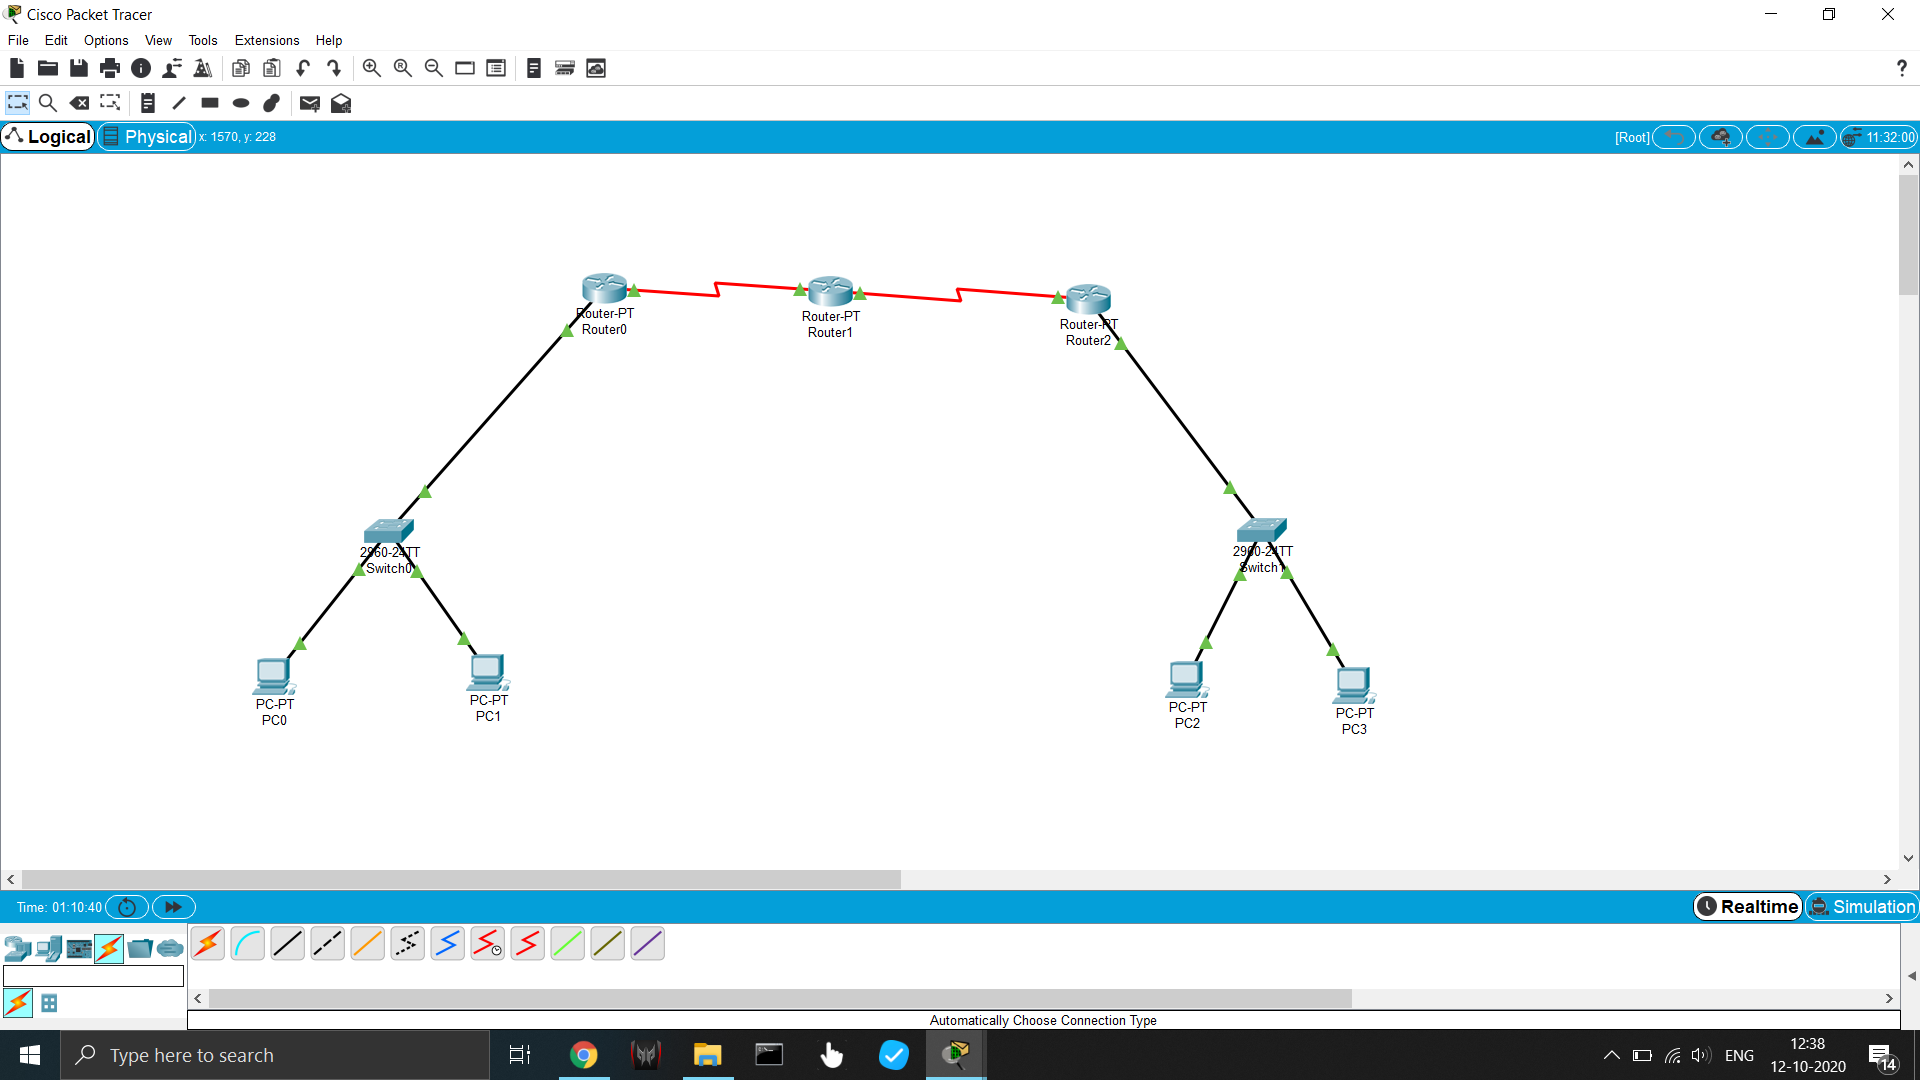 Cisco Packet Tracer
File Edit Options View Tools Extensions Help
?
Logical Physical x: 1570, y: 228 [Root] 11:32:00
Router-PT
Router0
Router-PT
Router1
Router-PT
Router2
2960-24TT
Switch0
2960-24TT
Switch1
PC-PT
PC0
PC-PT
PC1
PC-PT
PC2
PC-PT
PC3
Time: 01:10:40 Realtime Simulation
Automatically Choose Connection Type
Type here to search
ENG
12:38
12-10-2020
14